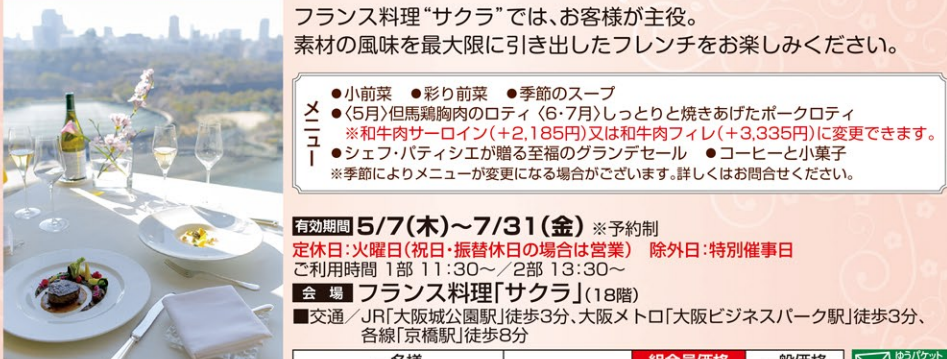 フランス料理“サクラ”では、お客様が主役。
素材の風味を最大限に引き出したフレンチをお楽しみください。
メニュー
●小前菜 ●彩り前菜 ●季節のスープ
●〈5月〉但馬鶏胸肉のロティ〈6・7月〉しっとりと焼きあげたポークロティ
※和牛肉サーロイン(+2,185円)又は和牛肉フィレ(+3,335円)に変更できます。
●シェフ・パティシエが贈る至福のグランデセール ●コーヒーと小菓子
※季節によりメニューが変更になる場合がございます。詳しくはお問合せください。
有効期間 5/7(木)～7/31(金) ※予約制
定休日:火曜日(祝日・振替休日の場合は営業) 除外日:特別催事日
ご利用時間 1部 11:30～/2部 13:30～
会場 フランス料理「サクラ」(18階)
■交通/JR「大阪城公園駅」徒歩3分、大阪メトロ「大阪ビジネスパーク駅」徒歩3分、
各線「京橋駅」徒歩8分
組合員価格 一般価格
ゆうパケット